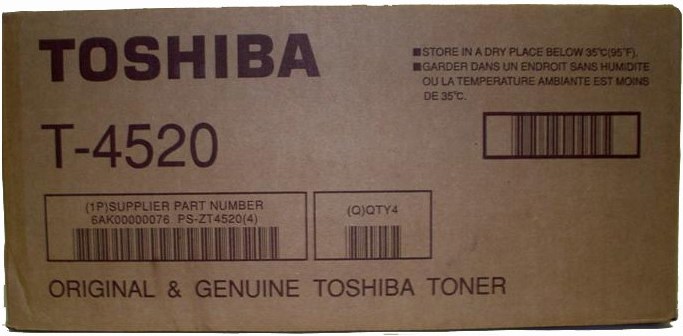 TOSHIBA
■STORE IN A DRY PLACE BELOW 35℃(95℉).
■GARDER DANS UN ENDROIT SANS HUMIDITE
OU LA TEMPERATURE AMBIANTE EST MOINS
DE 35℃.
T-4520
(1P)SUPPLIER PART NUMBER
6AK00000076 PS-ZT4520(4)
(Q)QTY4
ORIGINAL & GENUINE TOSHIBA TONER